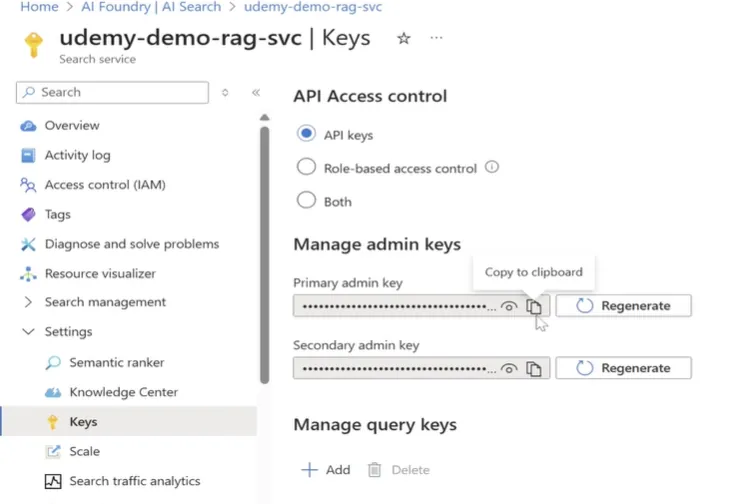 Home > AI Foundry | AI Search > udemy-demo-rag-svc
udemy-demo-rag-svc | Keys
Search service
Search
Overview
Activity log
Access control (IAM)
Tags
Diagnose and solve problems
Resource visualizer
Search management
Settings
Semantic ranker
Knowledge Center
Keys
Scale
Search traffic analytics
API Access control
API keys
Role-based access control
Both
Manage admin keys
Copy to clipboard
Primary admin key
••••••••••••••••••••••••••••••••••... Regenerate
Secondary admin key
••••••••••••••••••••••••••••••••••... Regenerate
Manage query keys
Add Delete